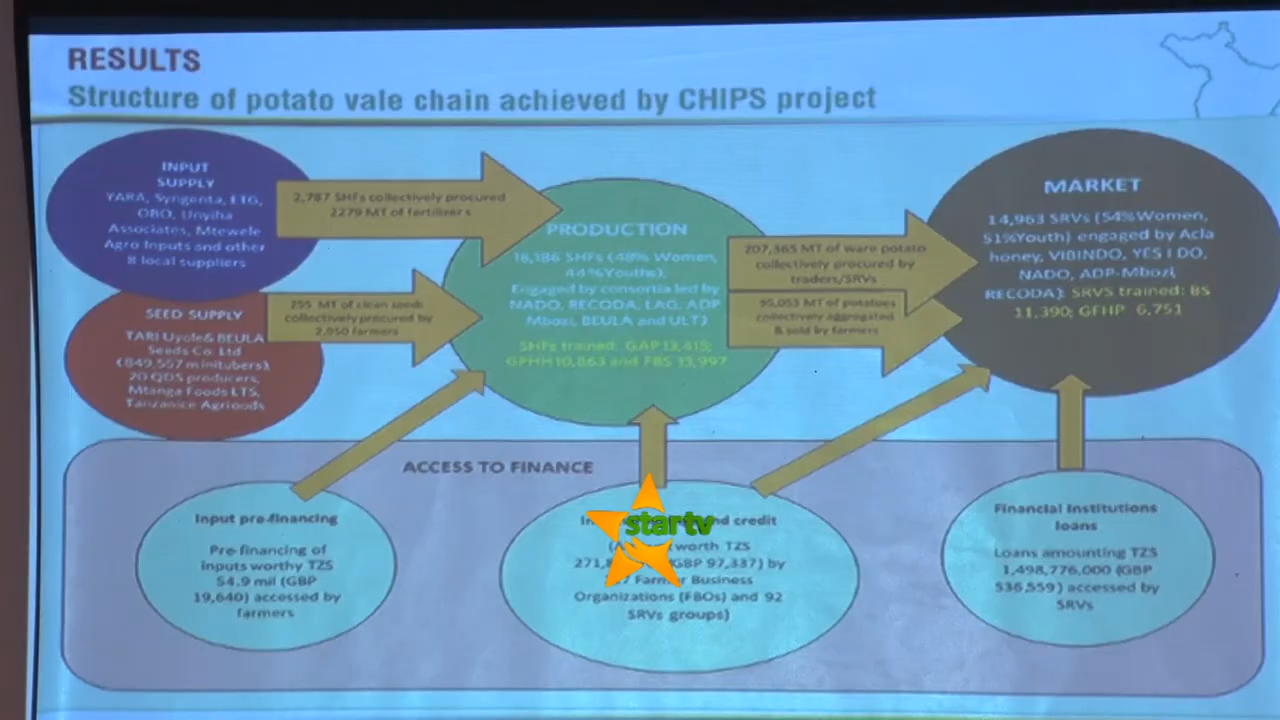 RESULTS
Structure of potato vale chain achieved by CHIPS project
INPUT
SUPPLY
YARA, Syngenta, ETG,
OBO, Unyiha
Associates, Mtewele
Agro Inputs and other
8 local suppliers
2,787 SHFs collectively procured
2279 MT of fertilizers
SEED SUPPLY
TARI Uyole& BEULA
Seeds Co. Ltd
(849,557 minitubers),
20 QDS producers,
Mtanga Foods LTS,
Tanzanice Agrioods
255 MT of clean seeds
collectively procured by
2,050 farmers
PRODUCTION
18,186 SHFs (48% Women,
44%Youths),
Engaged by consortia led by
NADO, RECODA, LAG, ADP
Mbozi, BEULA and ULT)
SHFs trained: GAP 13,415;
GPHH 10,863 and FBS 13,997
207,365 MT of ware potato
collectively procured by
traders/SRVs
95,053 MT of potatoes
collectively aggregated
& sold by farmers
MARKET
14,963 SRVs (54%Women,
51%Youth) engaged by Acla
honey, VIBINDO, YES I DO,
NADO, ADP-Mbozi,
RECODA): SRVS trained: BS
11,390; GFHP 6,751
ACCESS TO FINANCE
Input pre-financing
Pre-financing of
inputs worthy TZS
54.9 mil (GBP
19,640) accessed by
farmers
and credit
worth TZS
GBP 97,337) by
Farmer Business
Organizations (FBOs) and 92
SRVs groups)
startv
Financial Institutions
loans
Loans amounting TZS
1,498,776,000 (GBP
536,559) accessed by
SRVs